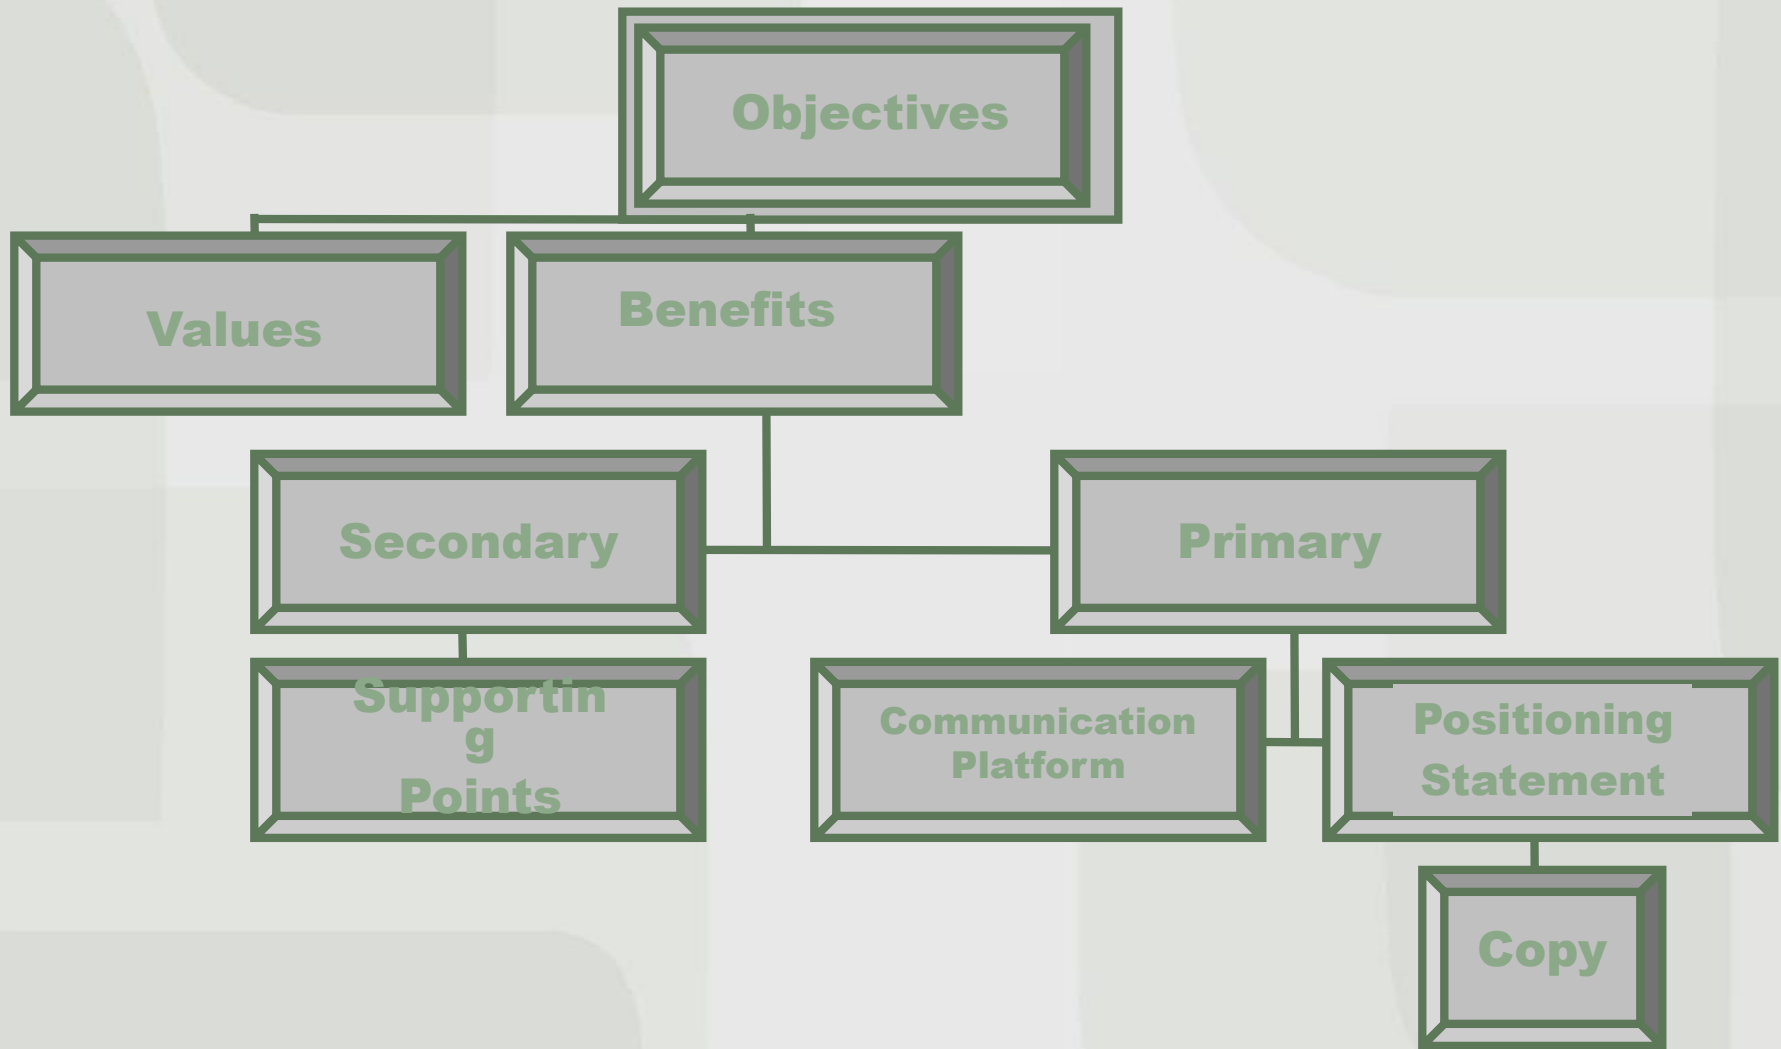 Objectives
Values
Benefits
Secondary
Primary
Supportin
g
Points
Communication
Platform
Positioning
Statement
Copy